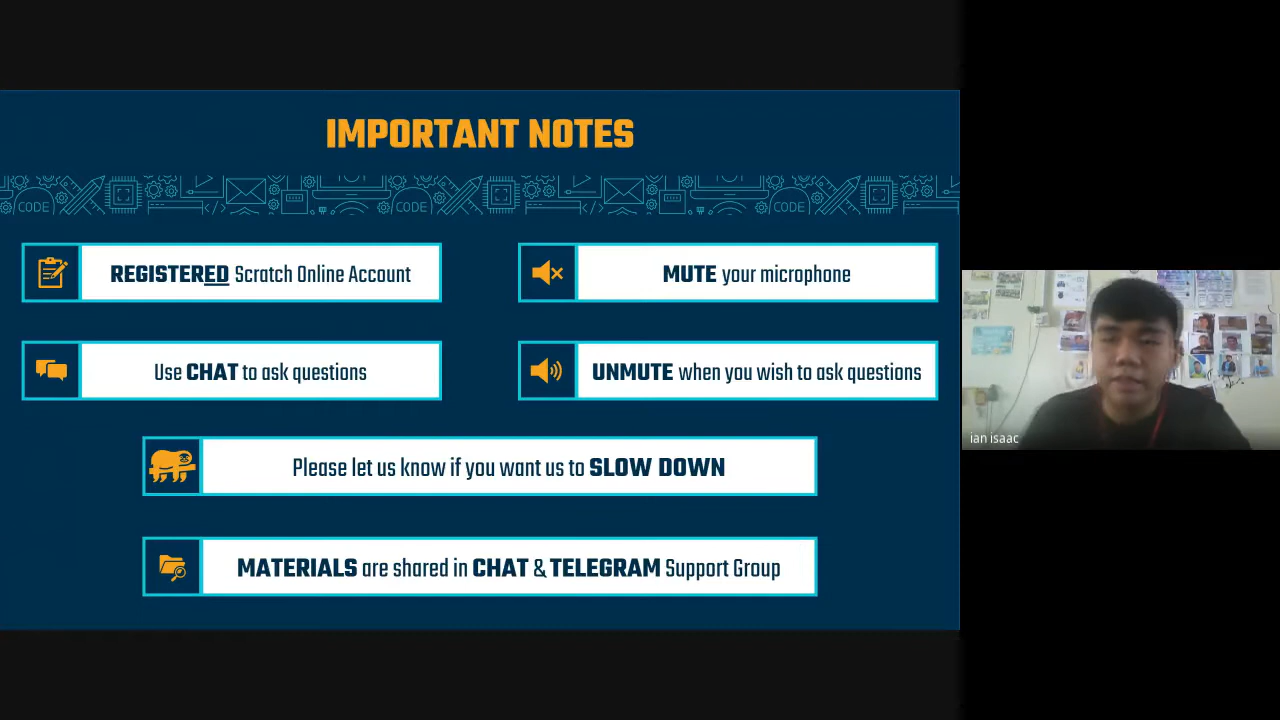 IMPORTANT NOTES
CODE
CODE
CODE
REGISTERED Scratch Online Account
MUTE your microphone
Use CHAT to ask questions
UNMUTE when you wish to ask questions
Please let us know if you want us to SLOW DOWN
MATERIALS are shared in CHAT & TELEGRAM Support Group
ian isaac